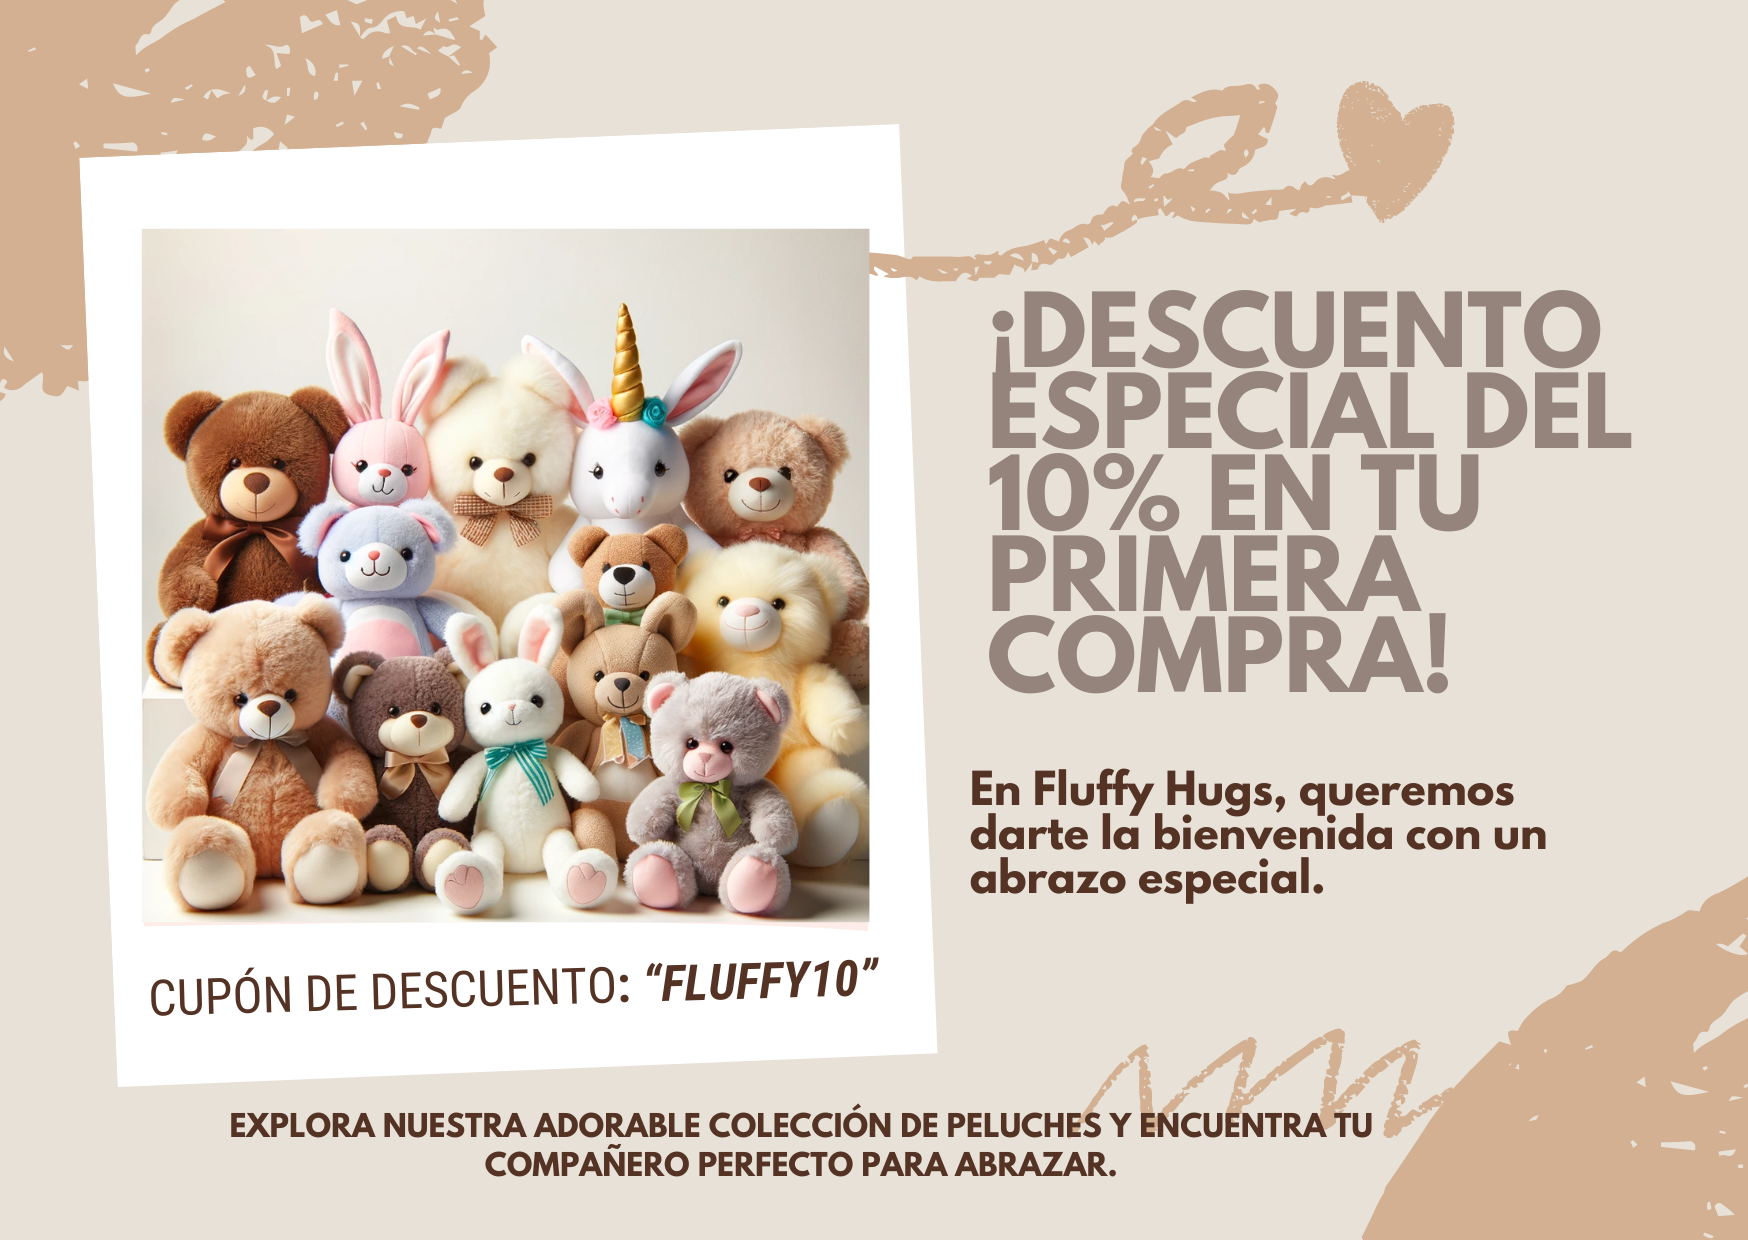 ¡DESCUENTO
ESPECIAL DEL
10% EN TU
PRIMERA
COMPRA!
En Fluffy Hugs, queremos
darte la bienvenida con un
abrazo especial.
CUPÓN DE DESCUENTO: “FLUFFY10”
EXPLORA NUESTRA ADORABLE COLECCIÓN DE PELUCHES Y ENCUENTRA TU
COMPAÑERO PERFECTO PARA ABRAZAR.